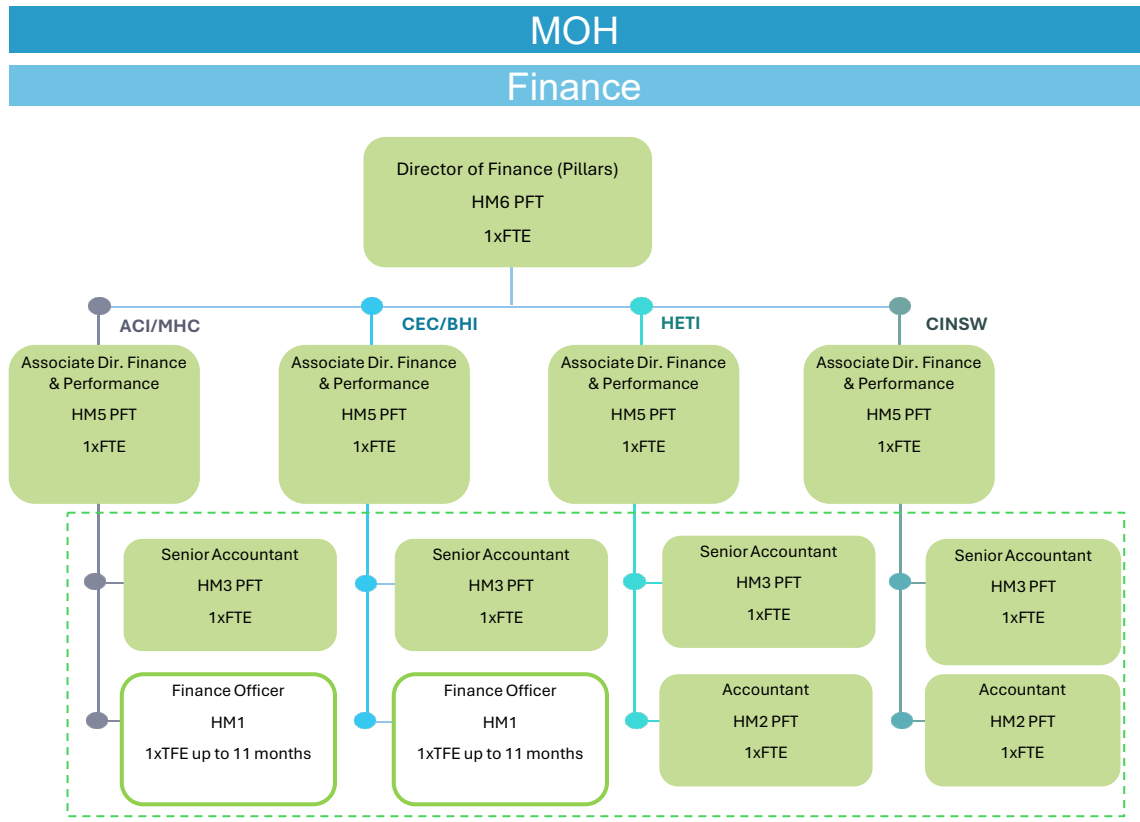 MOH
Finance
Director of Finance (Pillars)
HM6 PFT
1xFTE
ACI/MHC
CEC/BHI
HETI
CINSW
Associate Dir. Finance
& Performance
HM5 PFT
1xFTE
Associate Dir. Finance
& Performance
HM5 PFT
1xFTE
Associate Dir. Finance
& Performance
HM5 PFT
1xFTE
Associate Dir. Finance
& Performance
HM5 PFT
1xFTE
Senior Accountant
HM3 PFT
1xFTE
Senior Accountant
HM3 PFT
1xFTE
Senior Accountant
HM3 PFT
1xFTE
Senior Accountant
HM3 PFT
1xFTE
Finance Officer
HM1
1xTFE up to 11 months
Finance Officer
HM1
1xTFE up to 11 months
Accountant
HM2 PFT
1xFTE
Accountant
HM2 PFT
1xFTE